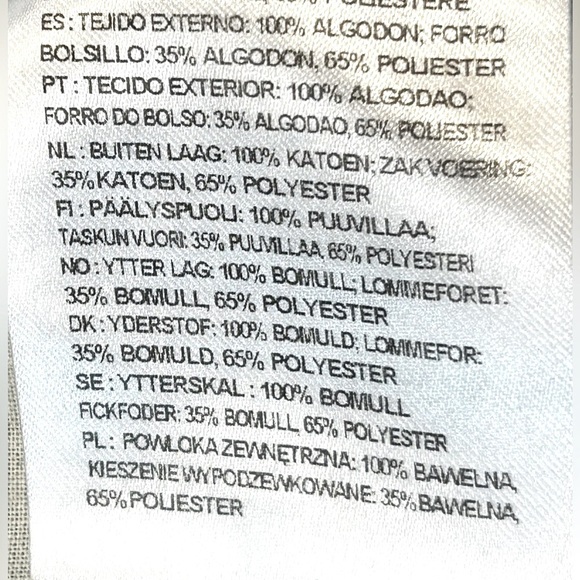 ES : TEJIDO EXTERNO: 100% ALGODON; FORRO
BOLSILLO: 35% ALGODON, 65% POLIESTER
PT : TECIDO EXTERIOR: 100% ALGODAO;
FORRO DO BOLSO: 35% ALGODAO, 65% POLIESTER
NL : BUITEN LAAG: 100% KATOEN; ZAKVOERING:
35% KATOEN, 65% POLYESTER
FI : PÄÄLYSPUOLI: 100% PUUVILLAA;
TASKUN VUORI: 35% PUUVILLAA, 65% POLYESTERI
NO : YTTER LAG: 100% BOMULL; LOMMEFORET:
35% BOMULL, 65% POLYESTER
DK : YDERSTOF: 100% BOMULD; LOMMEFOR:
35% BOMULD, 65% POLYESTER
SE : YTTERSKAL : 100% BOMULL
FICKFODER: 35% BOMULL, 65% POLYESTER
PL : POWLOKA ZEWNĘTRZNA: 100% BAWELNA,
KIESZENIE WYPODZEWKOWANE: 35% BAWELNA,
65% POLIESTER